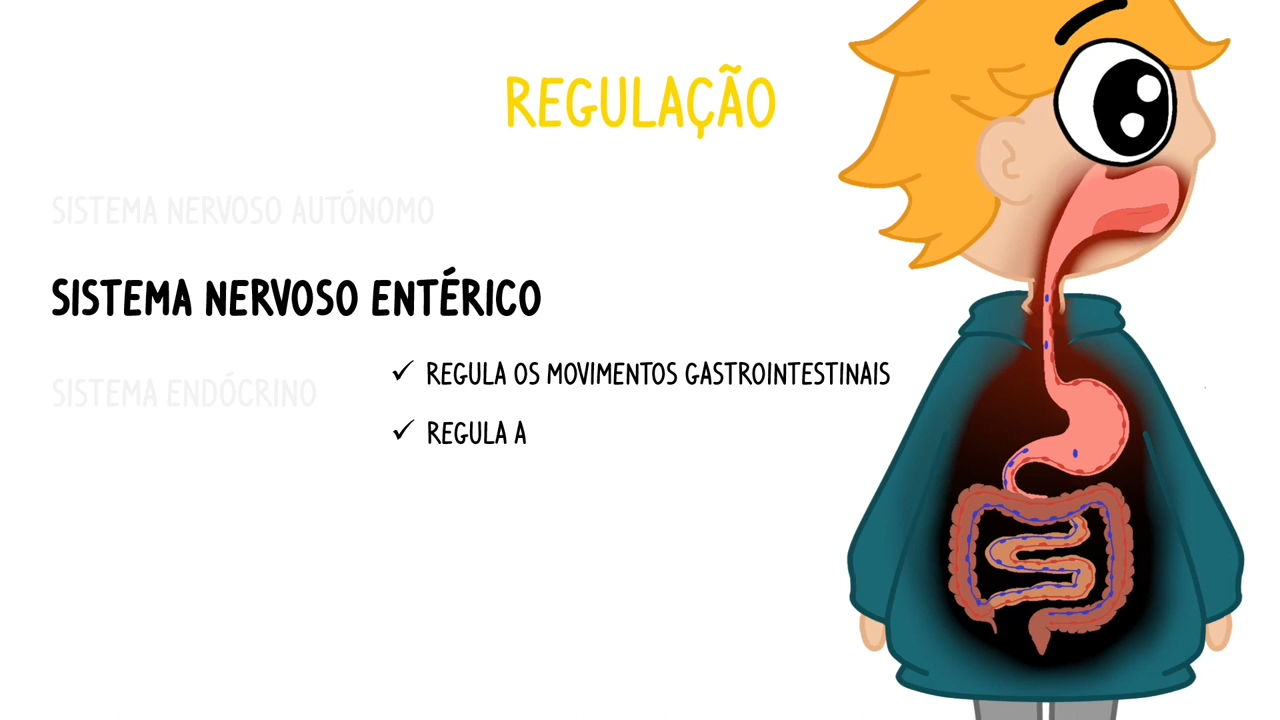 REGULAÇÃO
SISTEMA NERVOSO AUTÓNOMO
SISTEMA NERVOSO ENTÉRICO
✓ REGULA OS MOVIMENTOS GASTROINTESTINAIS
SISTEMA ENDÓCRINO
✓ REGULA A